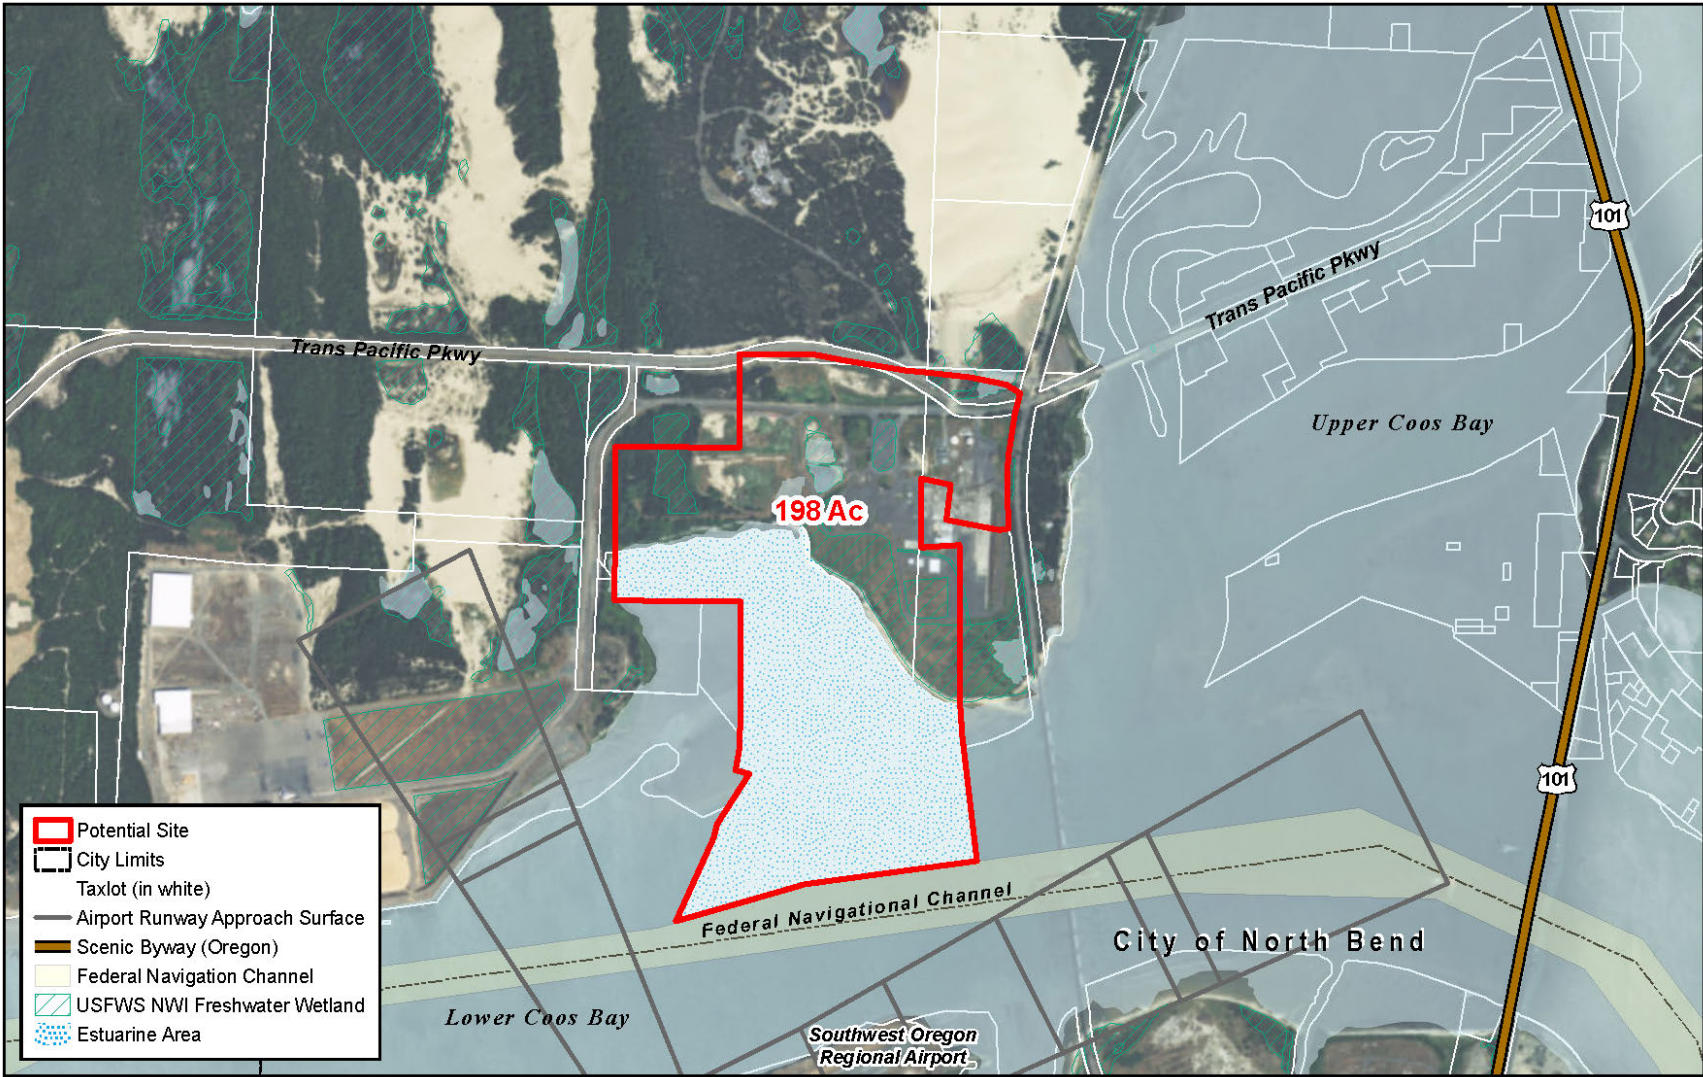 101
Trans Pacific Pkwy
Trans Pacific Pkwy
Upper Coos Bay
198 Ac
101
Potential Site
City Limits
Taxlot (in white)
Airport Runway Approach Surface
Scenic Byway (Oregon)
Federal Navigation Channel
USFWS NWI Freshwater Wetland
Estuarine Area
Federal Navigational Channel
City of North Bend
Lower Coos Bay
Southwest Oregon
Regional Airport